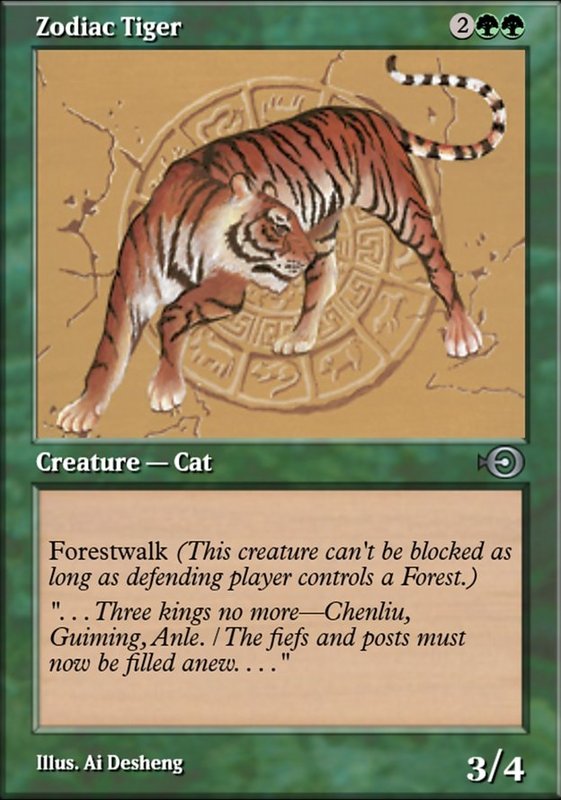 Zodiac Tiger 2
Creature — Cat
Forestwalk (This creature can't be blocked as
long as defending player controls a Forest.)
"...Three kings no more—Chenliu,
Guiming, Anle. / The fiefs and posts must
now be filled anew...."
Illus. Ai Desheng
3/4